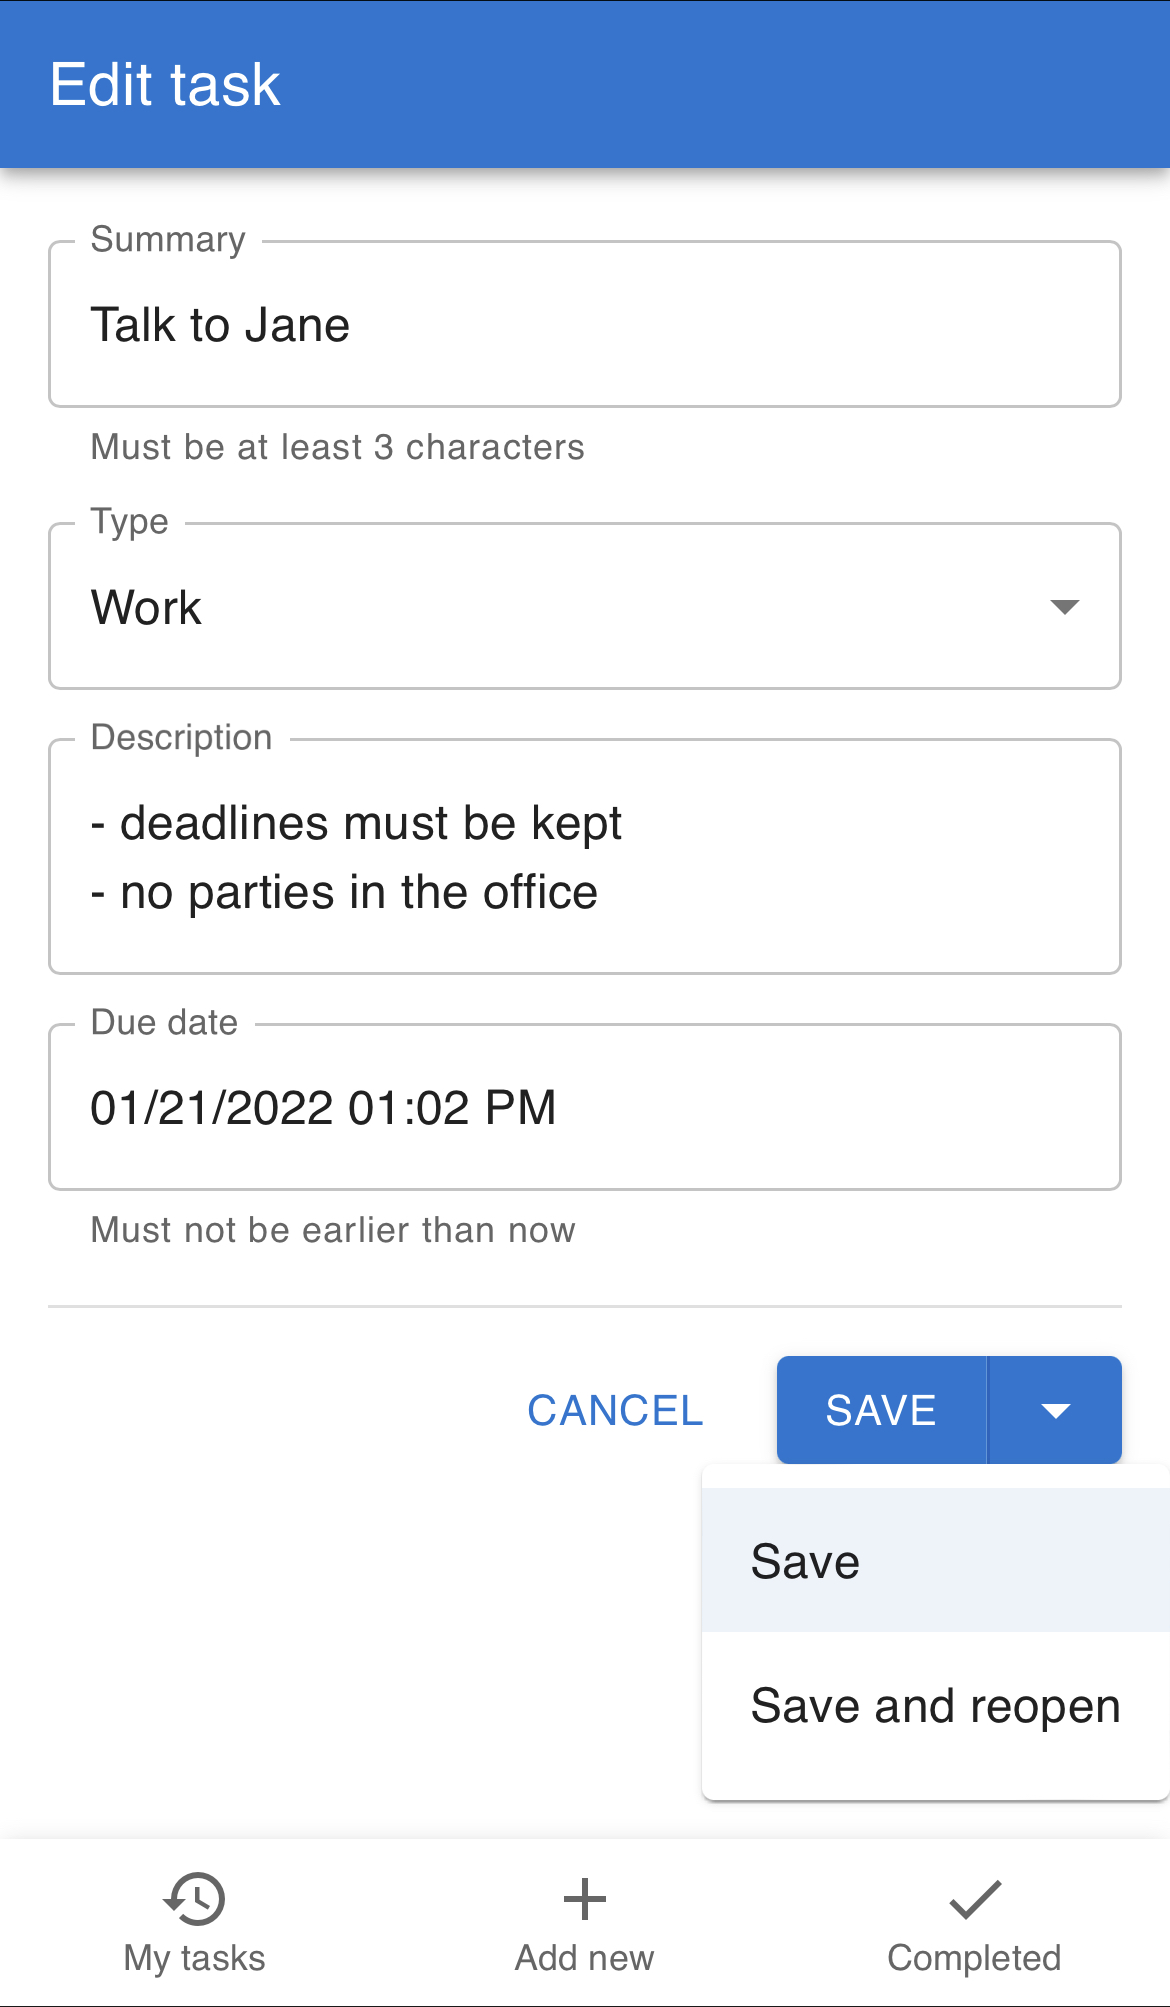 Edit task
Summary
Talk to Jane
Must be at least 3 characters
Type
Work
Description
- deadlines must be kept
- no parties in the office
Due date
01/21/2022 01:02 PM
Must not be earlier than now
CANCEL
SAVE
Save
Save and reopen
My tasks
Add new
Completed